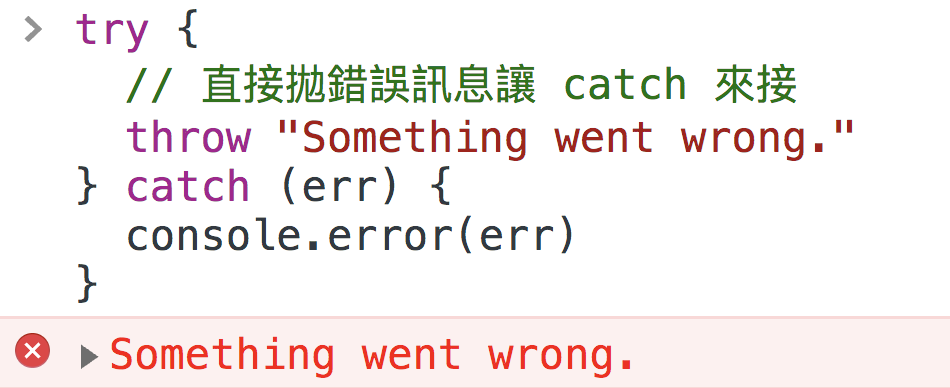 try {
// 直接拋錯誤訊息讓 catch 來接
throw "Something went wrong."
} catch (err) {
console.error(err)
}
Something went wrong.